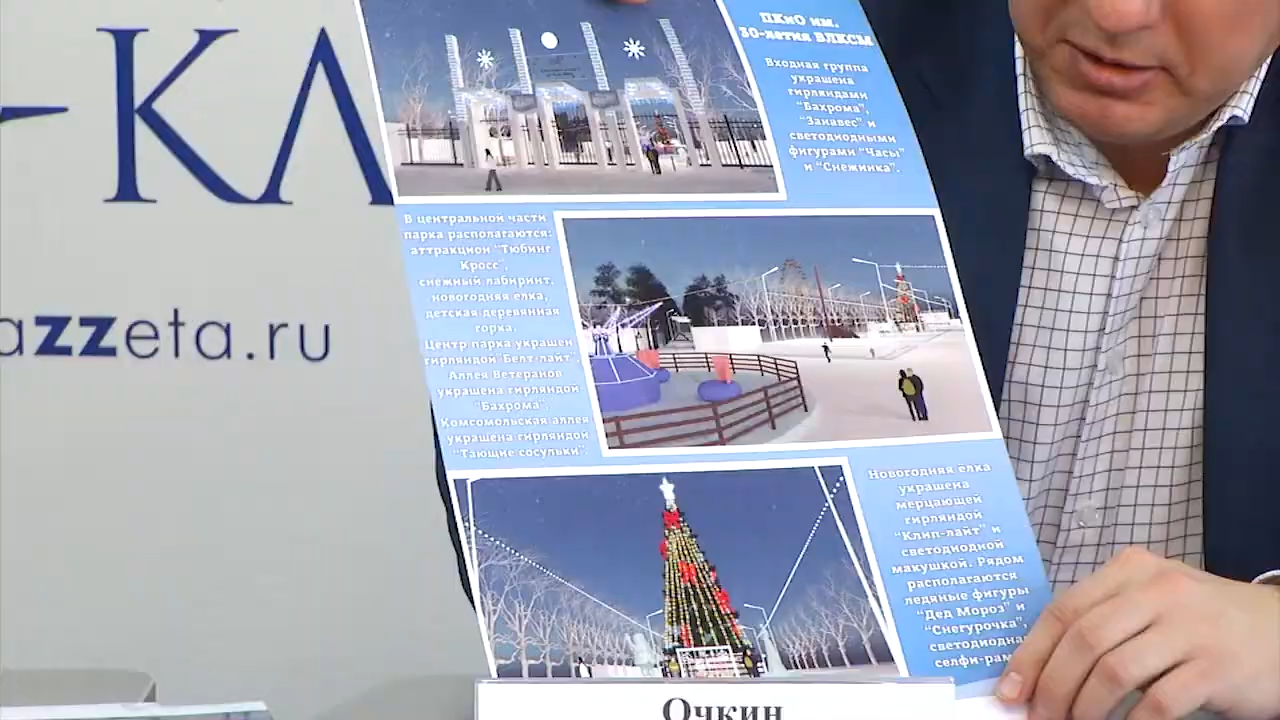 -КЛ
azzeta.ru
ПКиО им.
30-летия ВЛКСМ
Входная группа
украшена
гирляндами
"Бахрома",
"Занавес" и
светодиодными
фигурами "Часы"
и "Снежинка".
В центральной части
парка располагаются:
аттракцион "Тюбинг
Кросс",
снежный лабиринт,
новогодняя елка,
детская деревянная
горка.
Центр парка украшен
гирляндой "Белт-лайт".
Аллея Ветеранов
украшена гирляндой
"Бахрома".
Комсомольская аллея
украшена гирляндой
"Тающие сосульки".
Новогодняя елка
украшена
мерцающей
гирляндой
"Клип-лайт" и
светодиодной
макушкой. Рядом
располагаются
ледяные фигуры
"Дед Мороз" и
"Снегурочка",
светодиодна
селфи-рам
Очкин